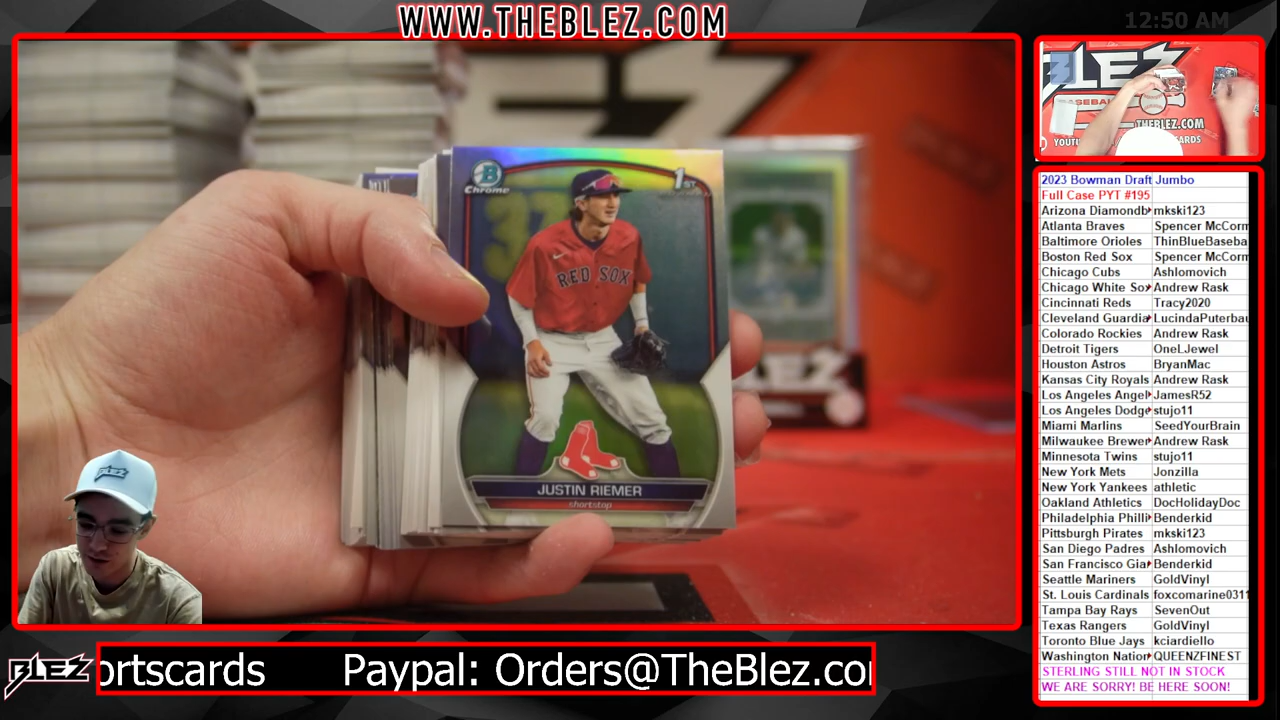 WWW.THEBLEZ.COM
12:50 AM
BLEZ
BASEBALL
THEBLEZ.COM
YOUTU
CARDS
Chrome
1ST
RED SOX
JUSTIN RIEMER
shortstop
2023 Bowman Draft Jumbo
Full Case PYT #195
Arizona Diamondb mkski123
Atlanta Braves Spencer McCorm
Baltimore Orioles ThinBlueBaseba
Boston Red Sox Spencer McCorm
Chicago Cubs Ashlomovich
Chicago White Sox Andrew Rask
Cincinnati Reds Tracy2020
Cleveland Guardia LucindaPuterbau
Colorado Rockies Andrew Rask
Detroit Tigers OneLJewel
Houston Astros BryanMac
Kansas City Royals Andrew Rask
Los Angeles Angel JamesR52
Los Angeles Dodge stujo11
Miami Marlins SeedYourBrain
Milwaukee Brewer Andrew Rask
Minnesota Twins stujo11
New York Mets Jonzilla
New York Yankees athletic
Oakland Athletics DocHolidayDoc
Philadelphia Philli Benderkid
Pittsburgh Pirates mkski123
San Diego Padres Ashlomovich
San Francisco Gia Benderkid
Seattle Mariners GoldVinyl
St. Louis Cardinals foxcomarine0311
Tampa Bay Rays SevenOut
Texas Rangers GoldVinyl
Toronto Blue Jays kciardiello
Washington Nation QUEENZFINEST
STERLING STILL NOT IN STOCK
WE ARE SORRY! BE HERE SOON!
BLEZ
ortscards Paypal: Orders@TheBlez.co